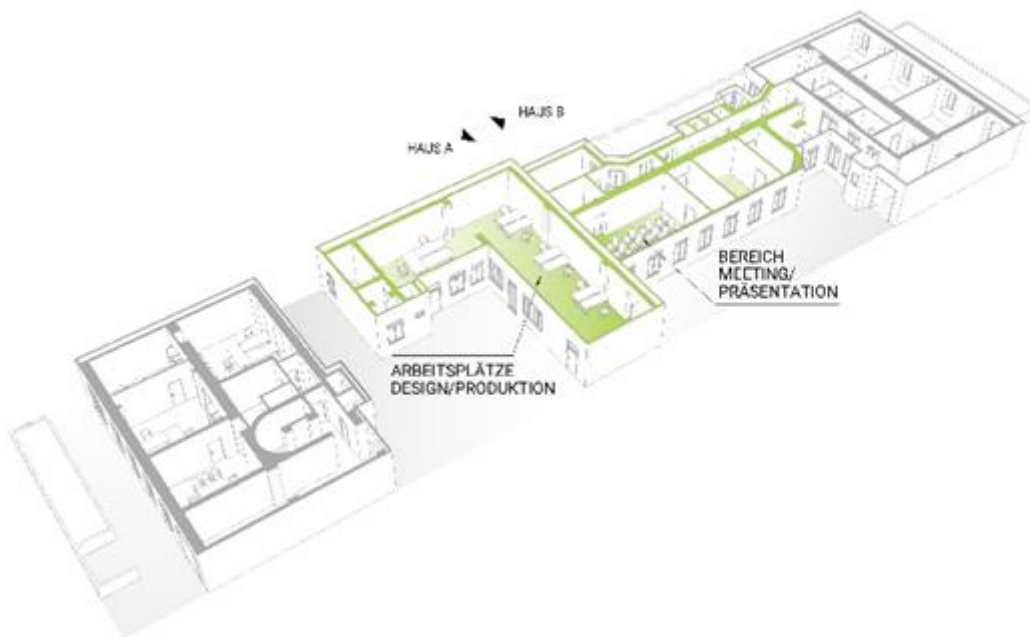 HAUS B
HAUS A
BEREICH
MEETING/
PRÄSENTATION
ARBEITSPLÄTZE
DESIGN/PRODUKTION